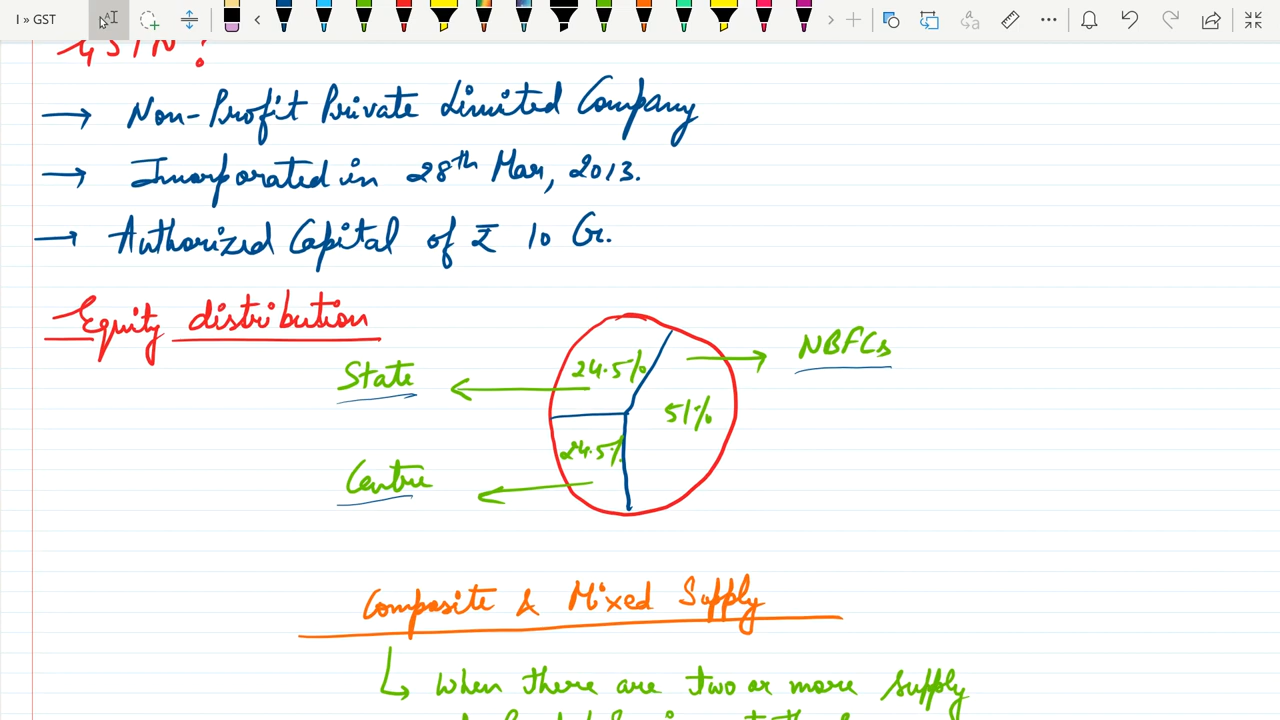 I » GST
GSTN?
→ Non-Profit Private Limited Company
→ Incorporated in 28th Mar, 2013.
→ Authorized Capital of ₹ 10 Cr.
Equity distribution
State
24.5%
NBFCs
51%
Centre
24.5%
Composite & Mixed Supply
When there are two or more supply